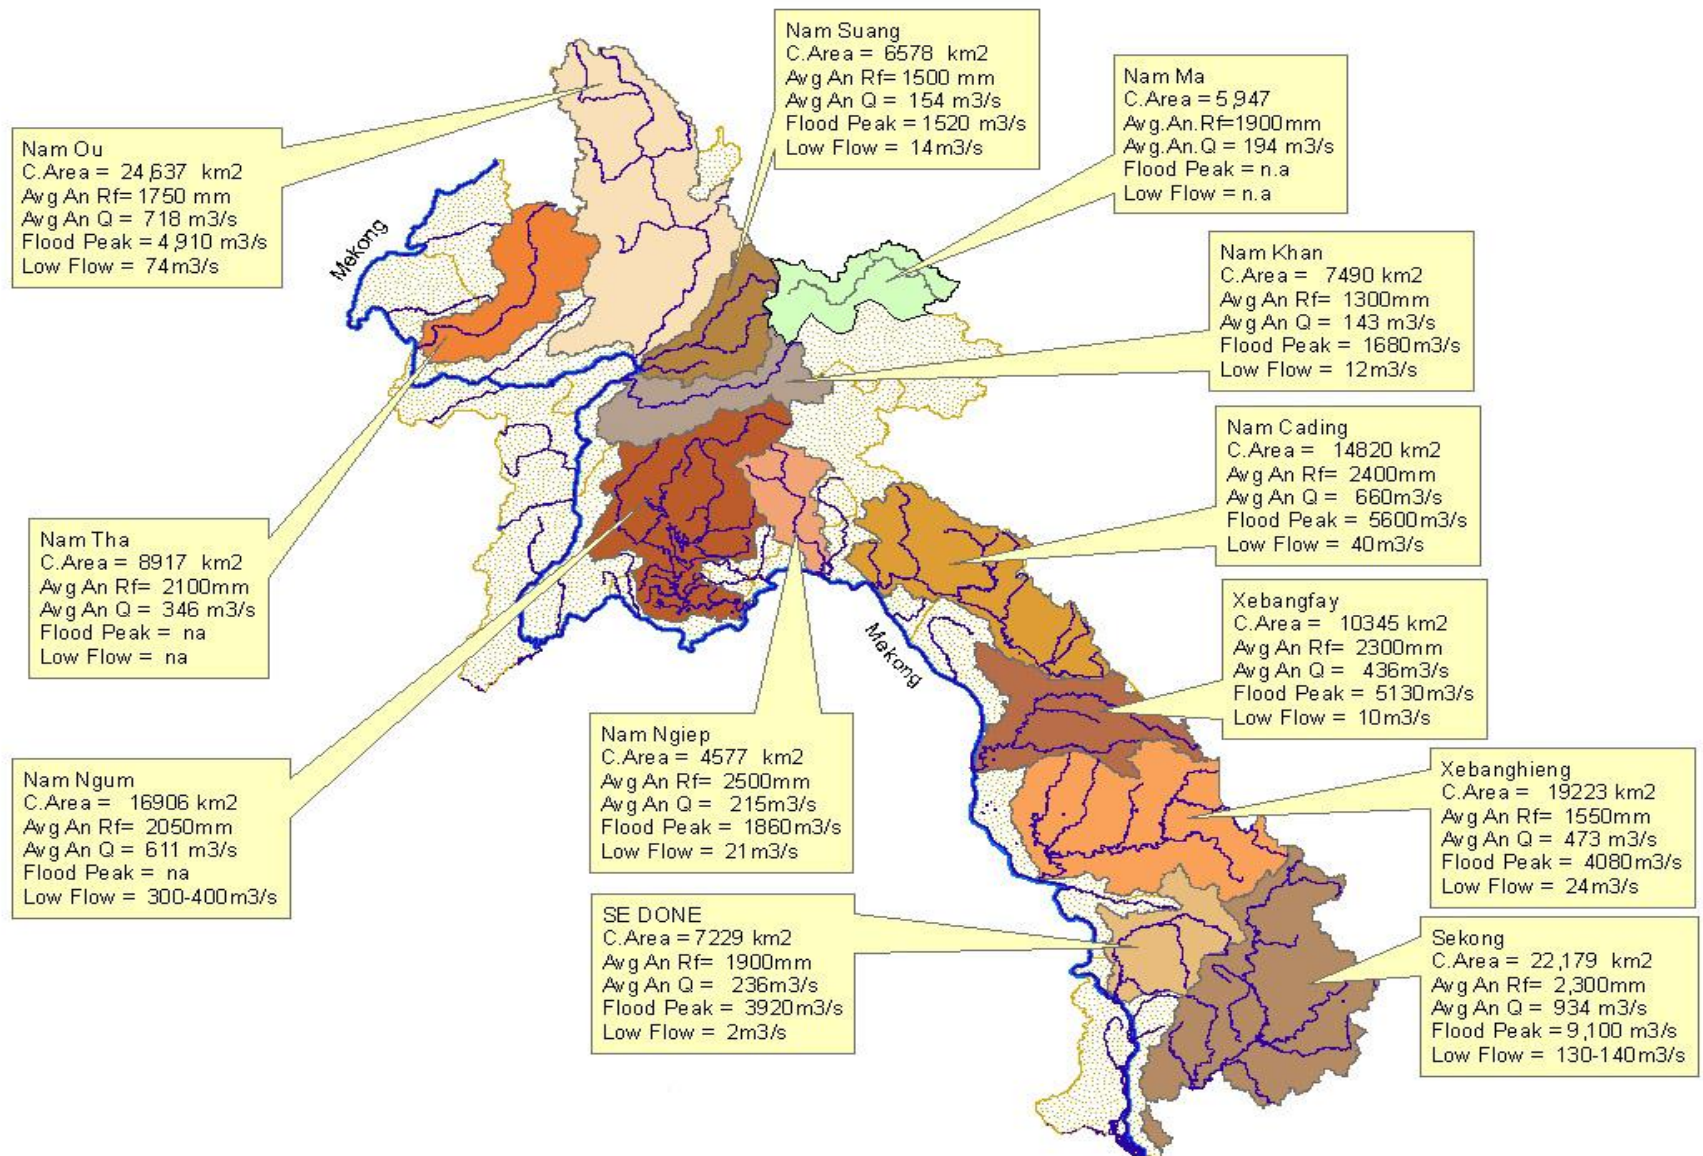 Nam Suang
C.Area = 6578 km2
Avg An Rf= 1500 mm
Avg An Q = 154 m3/s
Flood Peak = 1520 m3/s
Low Flow = 14m3/s
Nam Ma
C.Area = 5,947
Avg.An.Rf=1900mm
Avg.An.Q = 194 m3/s
Flood Peak = n.a
Low Flow = n.a
Nam Ou
C.Area = 24,637 km2
Avg An Rf= 1750 mm
Avg An Q = 718 m3/s
Flood Peak = 4,910 m3/s
Low Flow = 74m3/s
Mekong
Nam Khan
C.Area = 7490 km2
Avg An Rf= 1300mm
Avg An Q = 143 m3/s
Flood Peak = 1680m3/s
Low Flow = 12m3/s
Nam Cading
C.Area = 14820 km2
Avg An Rf= 2400mm
Avg An Q = 660m3/s
Flood Peak = 5600m3/s
Low Flow = 40m3/s
Nam Tha
C.Area = 8917 km2
Avg An Rf= 2100mm
Avg An Q = 346 m3/s
Flood Peak = na
Low Flow = na
Xebangfay
C.Area = 10345 km2
Avg An Rf= 2300mm
Avg An Q = 436m3/s
Flood Peak = 5130m3/s
Low Flow = 10m3/s
Mekong
Nam Ngiep
C.Area = 4577 km2
Avg An Rf= 2500mm
Avg An Q = 215m3/s
Flood Peak = 1860m3/s
Low Flow = 21m3/s
Nam Ngum
C.Area = 16906 km2
Avg An Rf= 2050mm
Avg An Q = 611 m3/s
Flood Peak = na
Low Flow = 300-400m3/s
Xebanghieng
C.Area = 19223 km2
Avg An Rf= 1550mm
Avg An Q = 473 m3/s
Flood Peak = 4080m3/s
Low Flow = 24m3/s
SE DONE
C.Area = 7229 km2
Avg An Rf= 1900mm
Avg An Q = 236m3/s
Flood Peak = 3920m3/s
Low Flow = 2m3/s
Sekong
C.Area = 22,179 km2
Avg An Rf= 2,300mm
Avg An Q = 934 m3/s
Flood Peak = 9,100 m3/s
Low Flow = 130-140m3/s